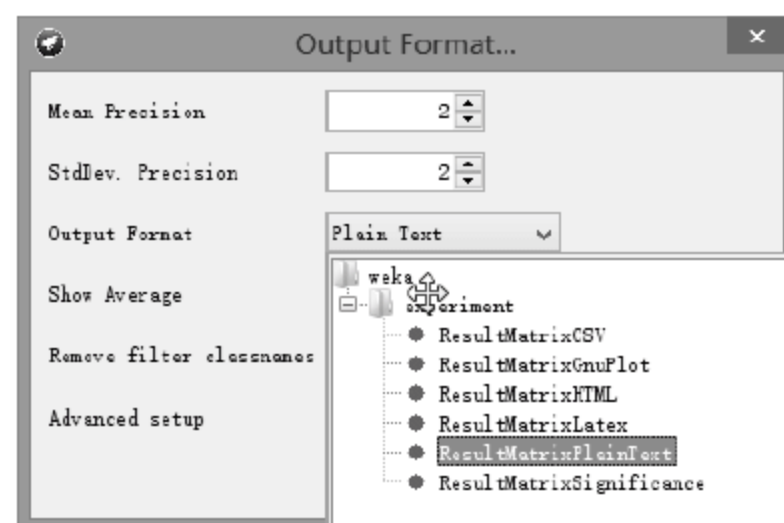 Output Format...
Mean Precision
2
StdDev. Precision
2
Output Format
Plain Text
Show Average
Remove filter classnames
Advanced setup
weka
experiment
ResultMatrixCSV
ResultMatrixGnuPlot
ResultMatrixHTML
ResultMatrixLatex
ResultMatrixPlainText
ResultMatrixSignificance